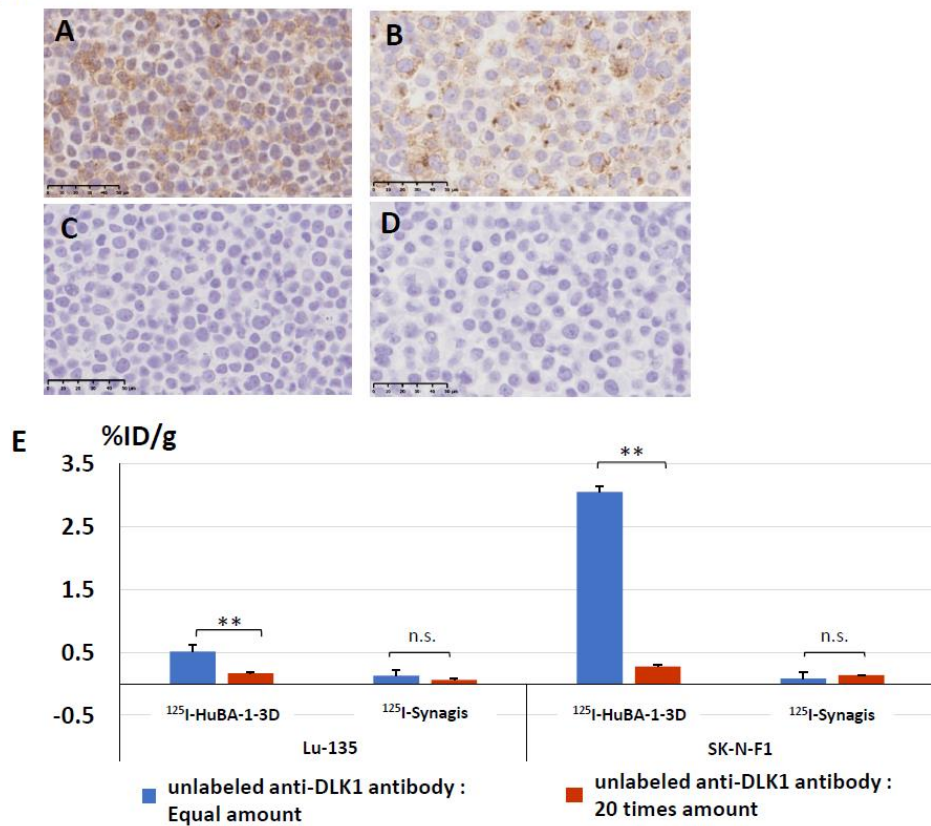 A
B
C
D
E
%ID/g
3.5
**
2.5
1.5
**
n.s.
n.s.
0.5
-0.5
¹²⁵I-HuBA-1-3D
¹²⁵I-Synagis
¹²⁵I-HuBA-1-3D
¹²⁵I-Synagis
Lu-135
SK-N-F1
unlabeled anti-DLK1 antibody :
Equal amount
unlabeled anti-DLK1 antibody :
20 times amount